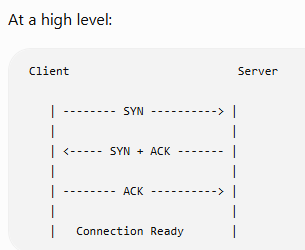 At a high level:
Client                         Server
| -------- SYN ----------> |
|                          |
| <----- SYN + ACK ------- |
|                          |
| -------- ACK ----------> |
|                          |
|   Connection Ready       |